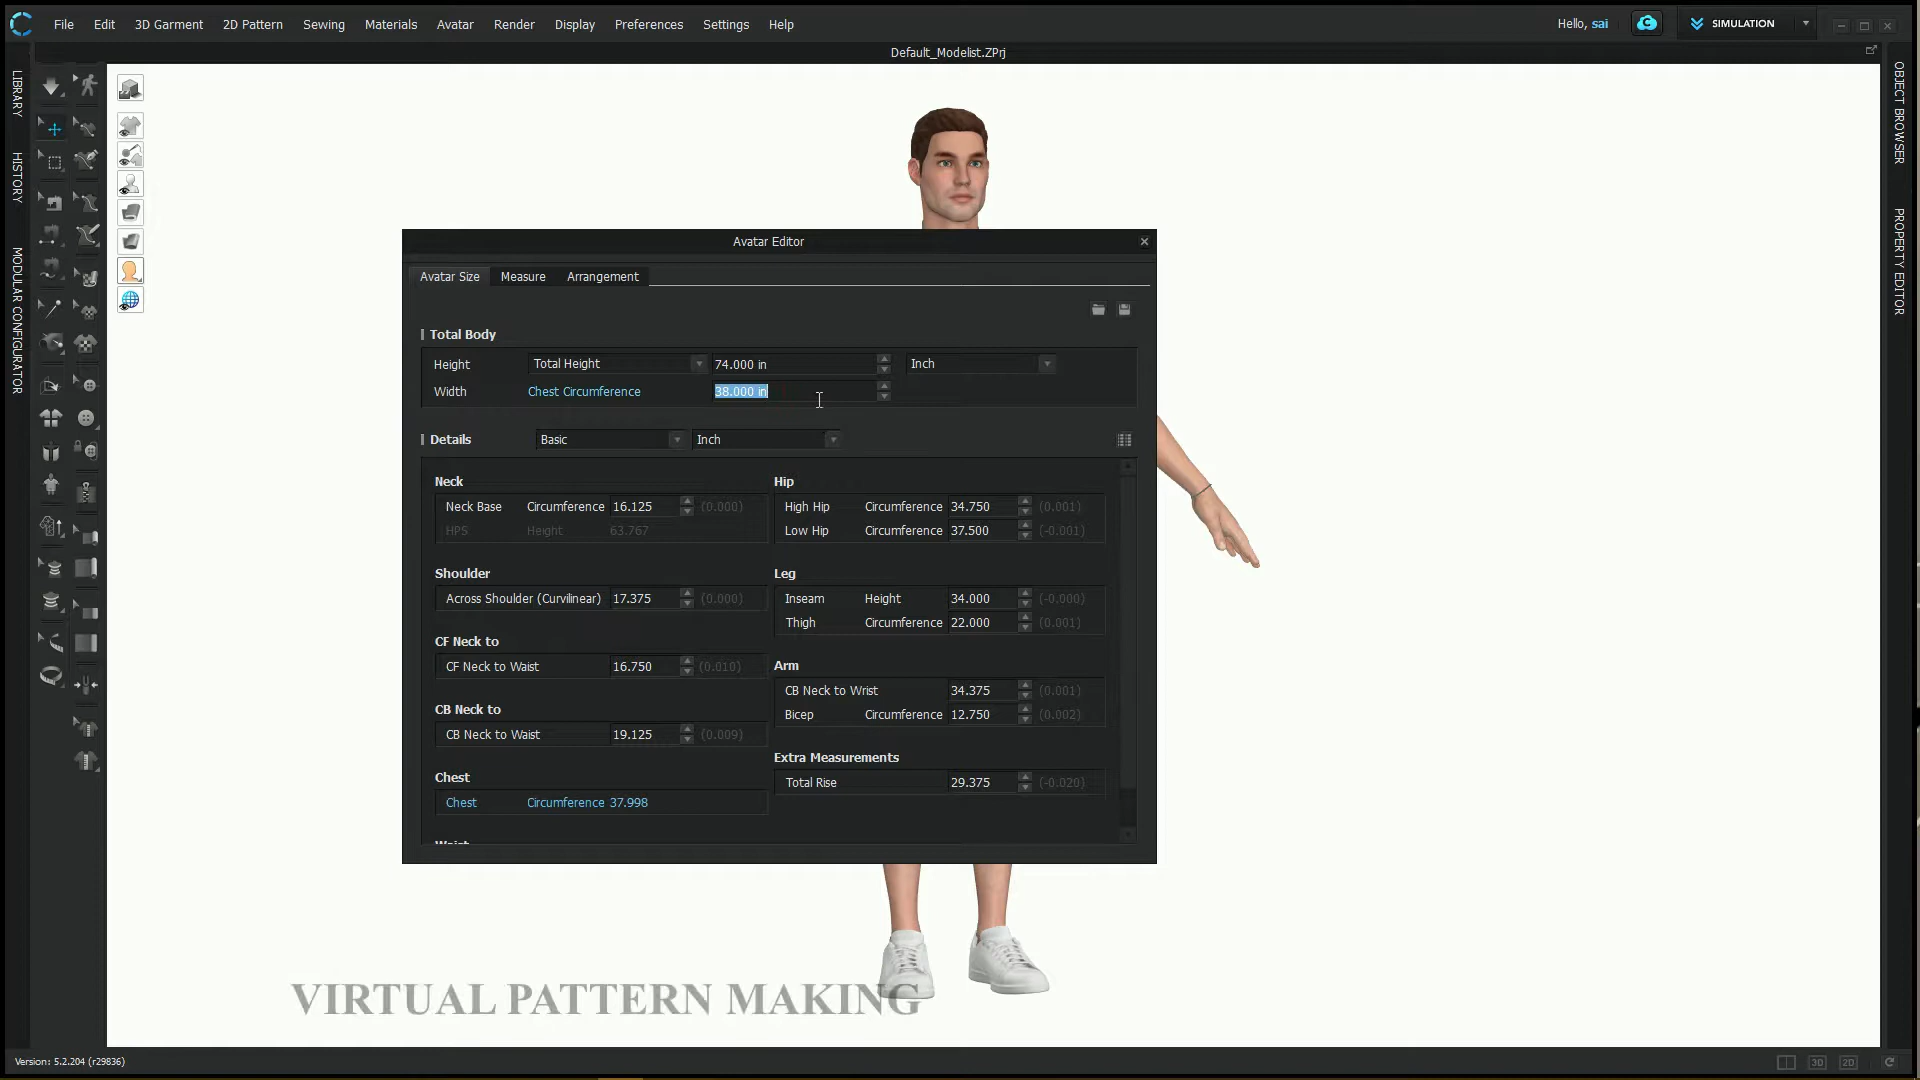 File Edit 3D Garment 2D Pattern Sewing Materials Avatar Render Display Preferences Settings Help
Hello, sai
SIMULATION
Default_Modelist.ZPrj
LIBRARY
HISTORY
MODULAR CONFIGURATOR
OBJECT BROWSER
PROPERTY EDITOR
Avatar Editor
Avatar Size Measure Arrangement
Total Body
Height Total Height 74.000 in Inch
Width Chest Circumference 38.000 in
Details Basic Inch
Neck
Neck Base Circumference 16.125 (0.000)
HPS Height 63.767
Shoulder
Across Shoulder (Curvilinear) 17.375 (0.000)
CF Neck to
CF Neck to Waist 16.750 (0.010)
CB Neck to
CB Neck to Waist 19.125 (0.009)
Chest
Chest Circumference 37.998
Waist
Hip
High Hip Circumference 34.750 (0.001)
Low Hip Circumference 37.500 (-0.001)
Leg
Inseam Height 34.000 (-0.000)
Thigh Circumference 22.000 (0.001)
Arm
CB Neck to Wrist 34.375 (0.001)
Bicep Circumference 12.750 (0.002)
Extra Measurements
Total Rise 29.375 (-0.020)
VIRTUAL PATTERN MAKING
Version: 5.2.204 (r29836)
3D 2D